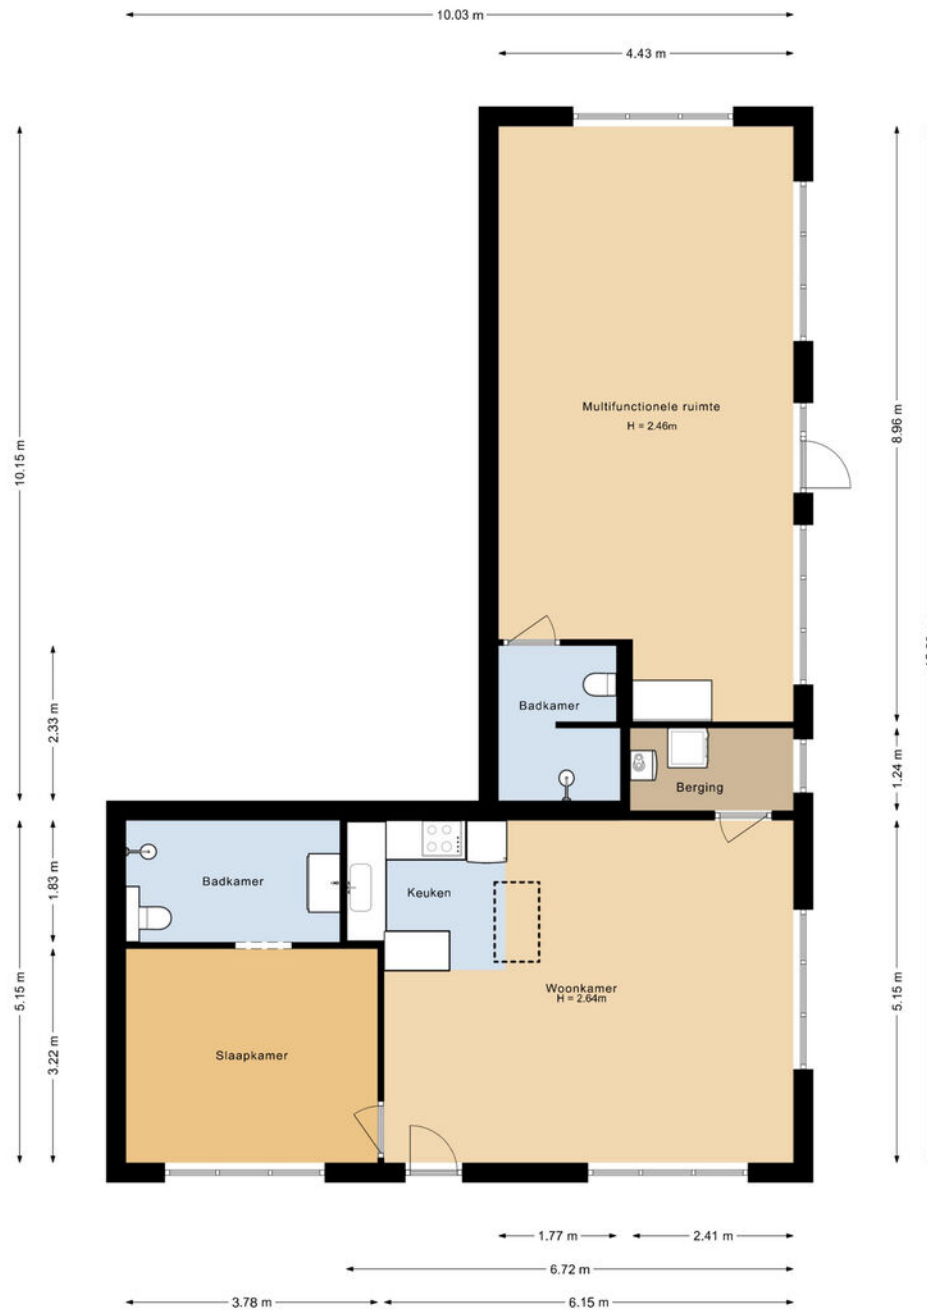 10.03 m
4.43 m
10.15 m
8.96 m
Multifunctionele ruimte
H = 2.46m
2.33 m
Badkamer
1.24 m
Berging
5.15 m
1.83 m
Badkamer
Keuken
5.15 m
Woonkamer
H = 2.64m
3.22 m
Slaapkamer
1.77 m
2.41 m
6.72 m
3.78 m
6.15 m